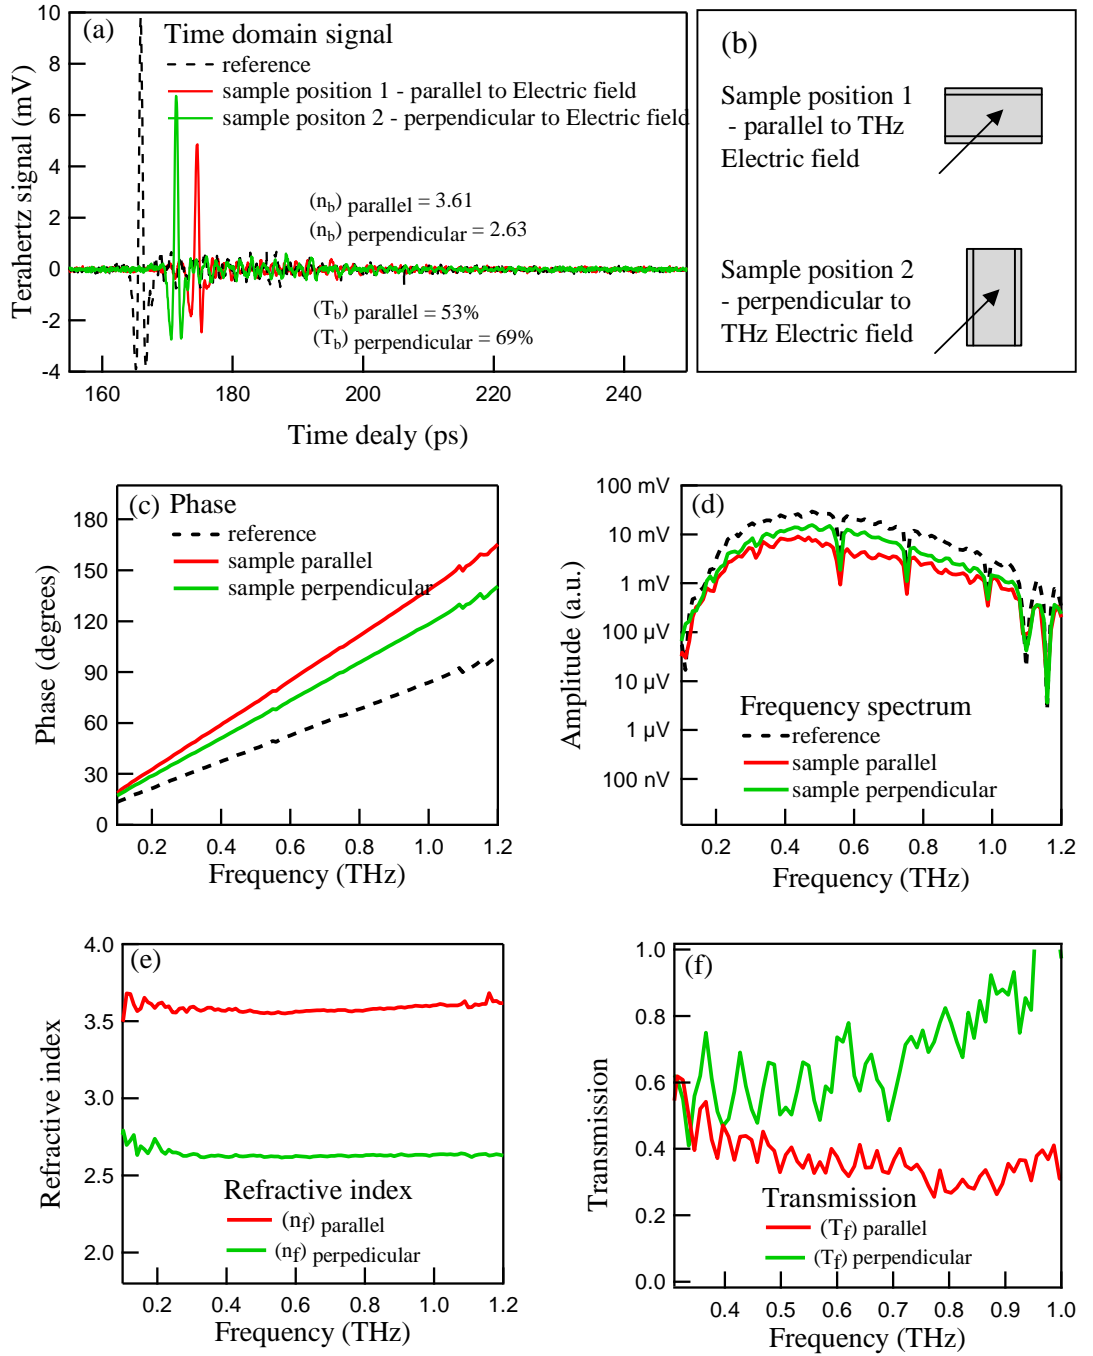 (a)
Time domain signal
reference
sample position 1 - parallel to Electric field
sample positon 2 - perpendicular to Electric field
(n_b) parallel = 3.61
(n_b) perpendicular = 2.63
(T_b) parallel = 53%
(T_b) perpendicular = 69%
10
8
6
4
2
0
-2
-4
Terahertz signal (mV)
160
180
200
220
240
Time dealy (ps)
(b)
Sample position 1
- parallel to THz
Electric field
Sample position 2
- perpendicular to
THz Electric field
(c) Phase
reference
sample parallel
sample perpendicular
180
150
120
90
60
30
0
Phase (degrees)
0.2
0.4
0.6
0.8
1.0
1.2
Frequency (THz)
(d)
100 mV
10 mV
1 mV
100 µV
10 µV
1 µV
100 nV
Amplitude (a.u.)
Frequency spectrum
reference
sample parallel
sample perpendicular
0.2
0.4
0.6
0.8
1.0
1.2
Frequency (THz)
(e)
4.0
3.5
3.0
2.5
2.0
Refractive index
Refractive index
(n_f) parallel
(n_f) perpedicular
0.2
0.4
0.6
0.8
1.0
1.2
Frequency (THz)
(f)
1.0
0.8
0.6
0.4
0.2
0.0
Transmission
Transmission
(T_f) parallel
(T_f) perpendicular
0.4
0.5
0.6
0.7
0.8
0.9
1.0
Frequency (THz)